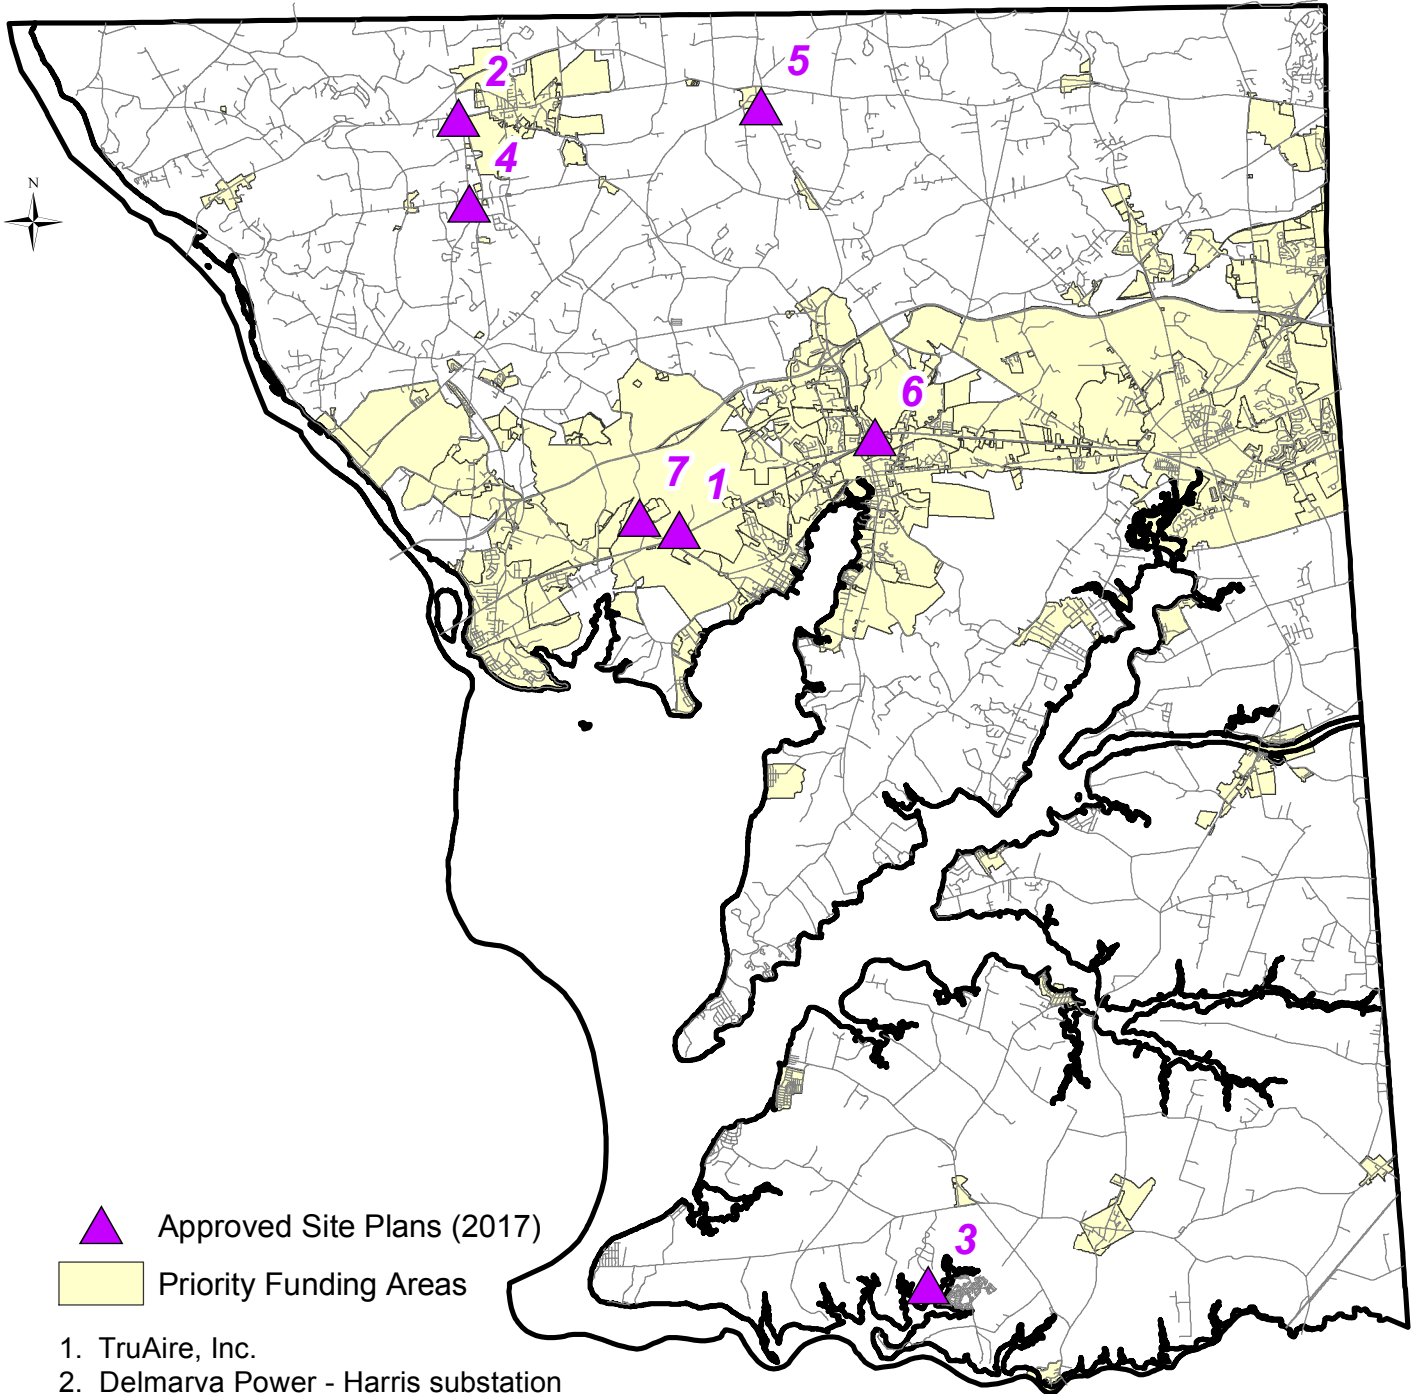 2
5
4
N
6
7
1
3
Approved Site Plans (2017)
Priority Funding Areas
1. TruAire, Inc.
2. Delmarva Power - Harris substation